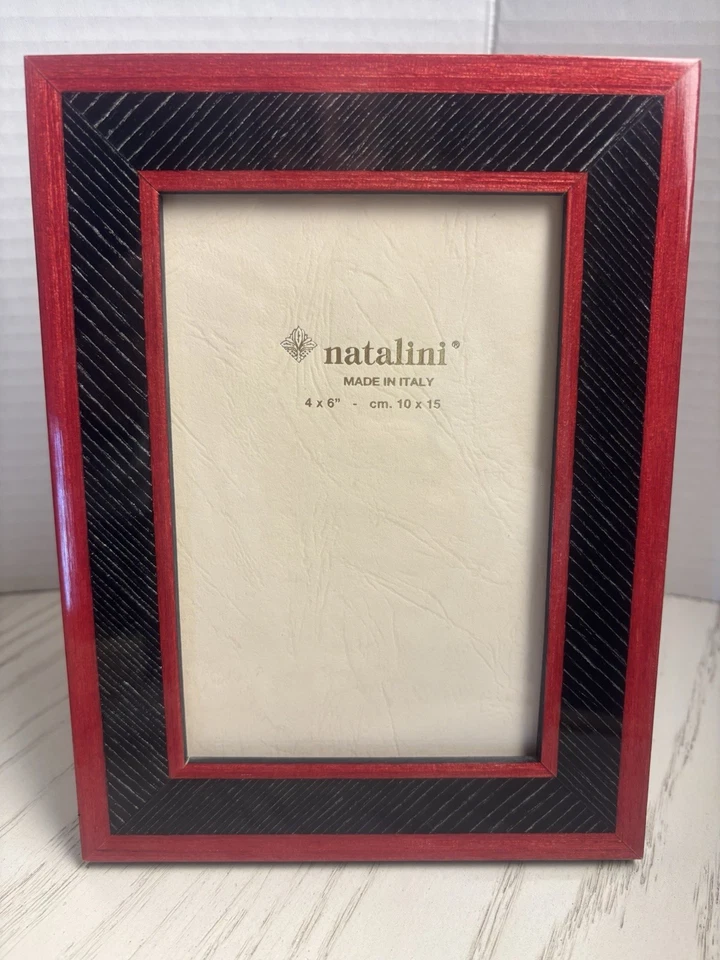 natalini®
MADE IN ITALY
4 x 6” - cm. 10 x 15